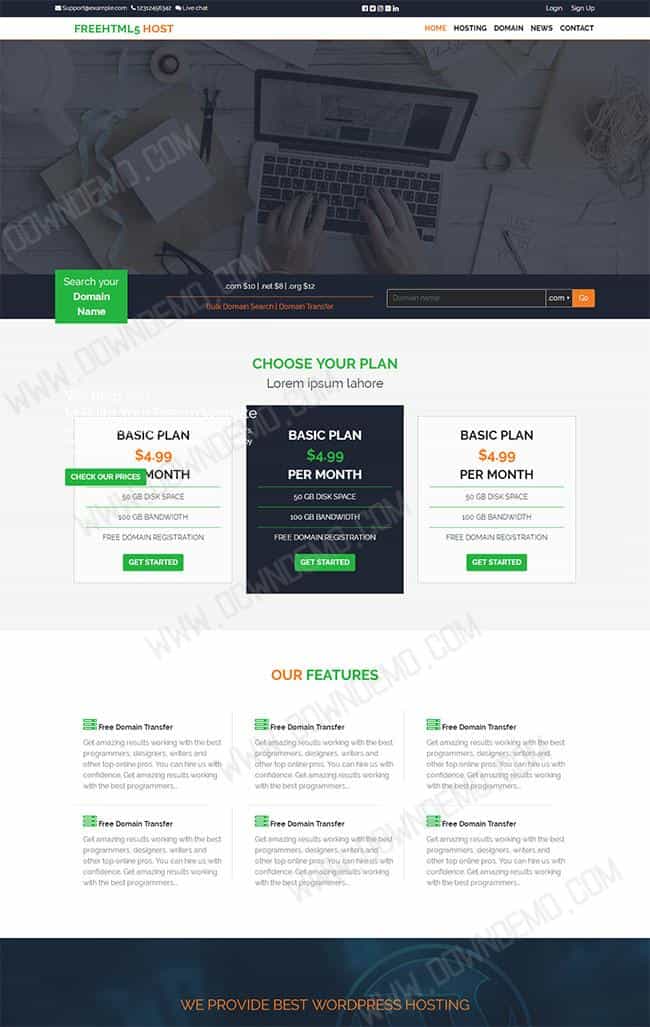 Support@example.com 12312456342 Live chat
Login Sign Up
FREEHTML5 HOST
HOME HOSTING DOMAIN NEWS CONTACT
Search your
Domain
Name
.com $10 | .net $8 | .org $12
Bulk Domain Search | Domain Transfer
Domain name
.com
Go
CHOOSE YOUR PLAN
Lorem ipsum lahore
CHECK OUR PRICES
BASIC PLAN
$4.99
MONTH
50 GB DISK SPACE
100 GB BANDWIDTH
FREE DOMAIN REGISTRATION
GET STARTED
BASIC PLAN
$4.99
PER MONTH
50 GB DISK SPACE
100 GB BANDWIDTH
FREE DOMAIN REGISTRATION
GET STARTED
BASIC PLAN
$4.99
PER MONTH
50 GB DISK SPACE
100 GB BANDWIDTH
FREE DOMAIN REGISTRATION
GET STARTED
OUR FEATURES
Free Domain Transfer
Get amazing results working with the best
programmers, designers, writers and
other top online pros. You can hire us with
confidence. Get amazing results working
with the best programmers...
Free Domain Transfer
Get amazing results working with the best
programmers, designers, writers and
other top online pros. You can hire us with
confidence. Get amazing results working
with the best programmers...
Free Domain Transfer
Get amazing results working with the best
programmers, designers, writers and
other top online pros. You can hire us with
confidence. Get amazing results working
with the best programmers...
Free Domain Transfer
Get amazing results working with the best
programmers, designers, writers and
other top online pros. You can hire us with
confidence. Get amazing results working
with the best programmers...
Free Domain Transfer
Get amazing results working with the best
programmers, designers, writers and
other top online pros. You can hire us with
confidence. Get amazing results working
with the best programmers...
Free Domain Transfer
Get amazing results working with the best
programmers, designers, writers and
other top online pros. You can hire us with
confidence. Get amazing results working
with the best programmers...
WE PROVIDE BEST WORDPRESS HOSTING
WWW.DOWNDEMO.COM
WWW.DOWNDEMO.COM
WWW.DOWNDEMO.COM
WWW.DOWNDEMO.COM
WWW.DOWNDEMO.COM
WWW.DOWNDEMO.COM
WWW.DOWNDEMO.COM